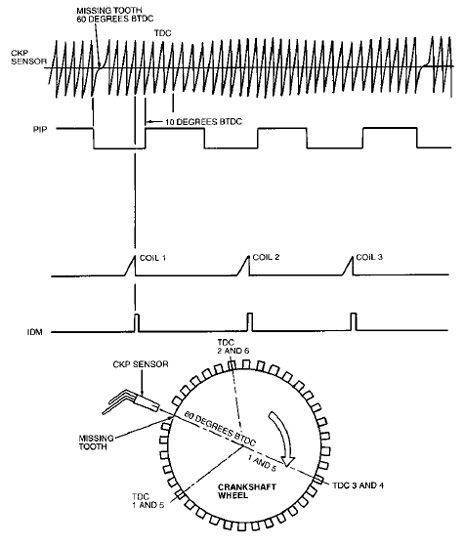 MISSING TOOTH
60 DEGREES BTDC
TDC
CKP
SENSOR
10 DEGREES BTDC
PIP
COIL 1
COIL 2
COIL 3
IDM
TDC
2 AND 6
CKP SENSOR
60 DEGREES BTDC
1 AND 5
MISSING
TOOTH
CRANKSHAFT
WHEEL
TDC 3 AND 4
TDC
1 AND 5